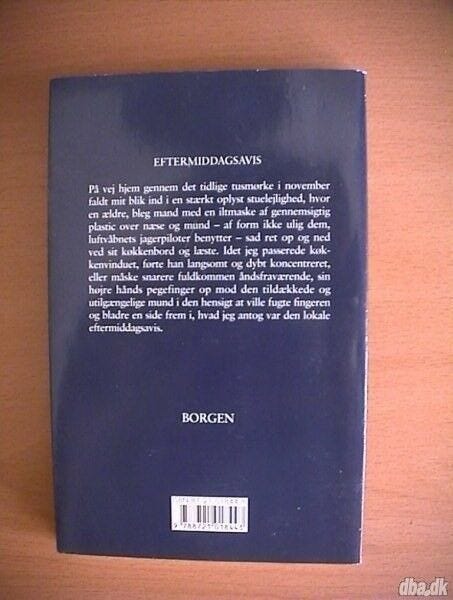 EFTERMIDDAGSAVIS
På vej hjem gennem det tidlige tusmørke i november
faldt mit blik ind i en stærkt oplyst stuelejlighed, hvor
en ældre, bleg mand med en iltmaske af gennemsigtig
plastic over næse og mund – af form ikke ulig dem,
luftvåbnets jagerpiloter benytter – sad ret op og ned
ved sit køkkenbord og læste. Idet jeg passerede køk-
kenvinduet, førte han langsomt og dybt koncentreret,
eller måske snarere fuldkommen åndsfraværende, sin
højre hånds pegefinger op mod den tildækkede og
utilgængelige mund i den hensigt at ville fugte fingeren
og bladre en side frem i, hvad jeg antog var den lokale
eftermiddagsavis.
BORGEN
9 788721 018443
dba.dk